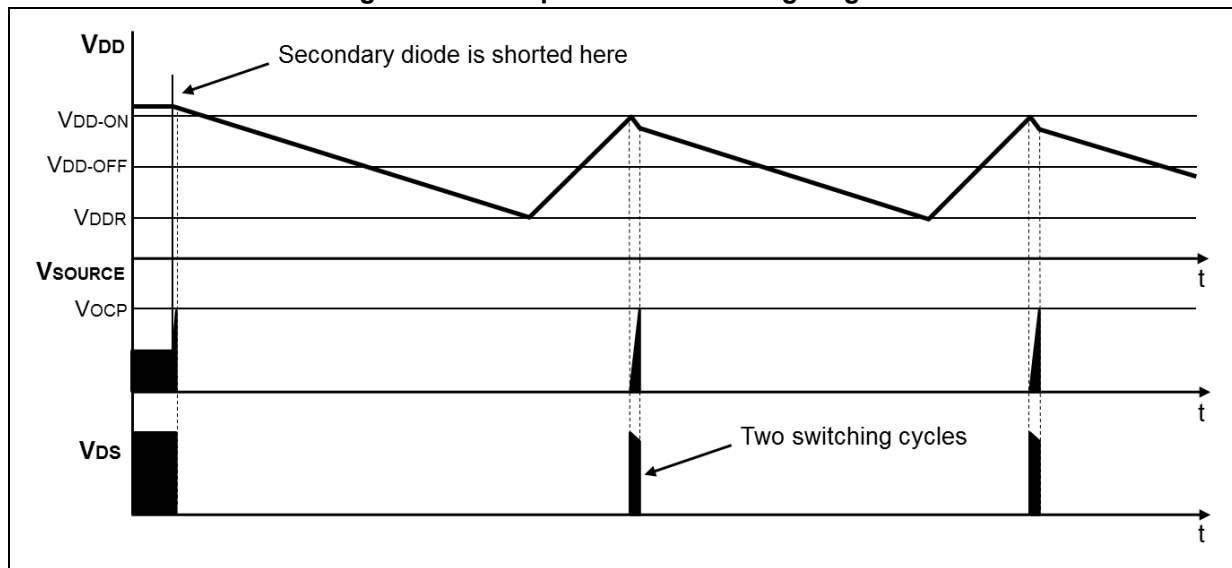 VDD
Secondary diode is shorted here
VDD-ON
VDD-OFF
VDDR
t
VSOURCE
VOCP
t
VDS
Two switching cycles
t